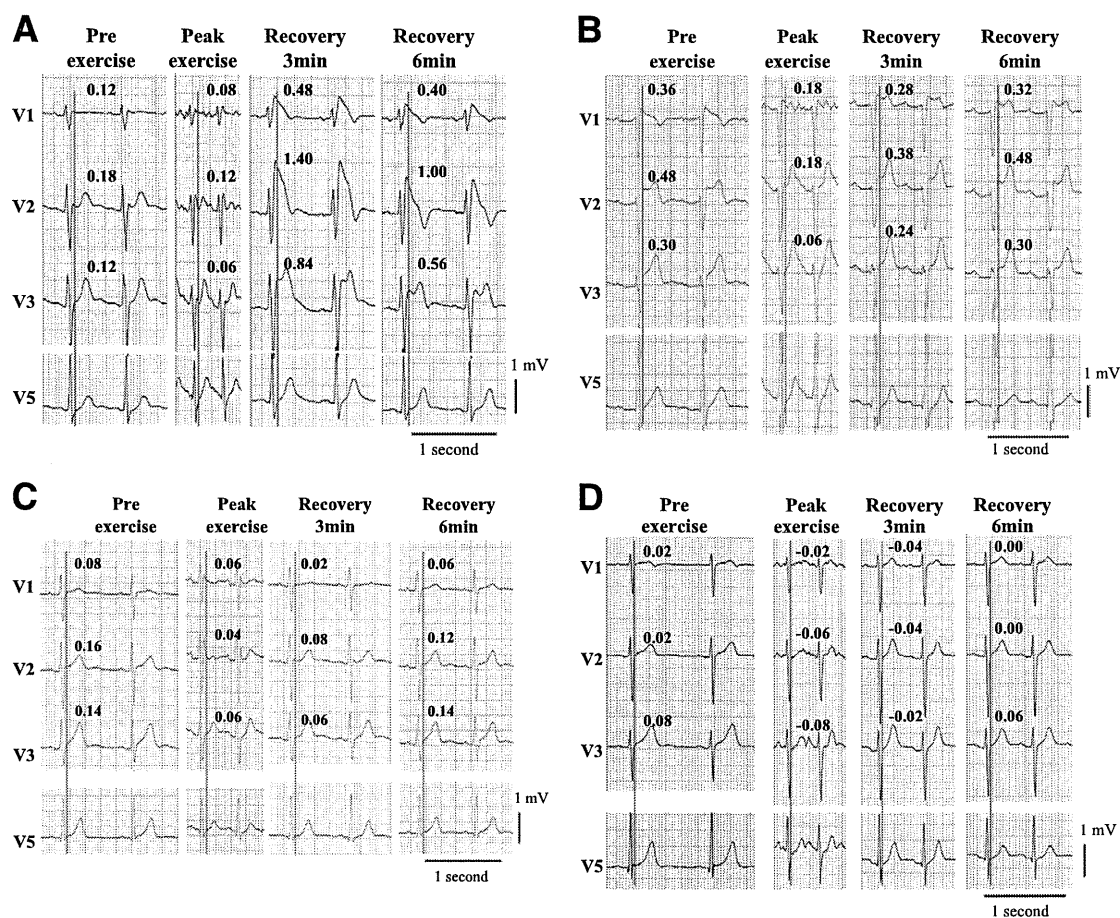 A
Pre exercise
Peak exercise
Recovery 3min
Recovery 6min
V1
0.12
0.08
0.48
0.40
V2
0.18
0.12
1.40
1.00
V3
0.12
0.06
0.84
0.56
V5
1 mV
1 second
B
Pre exercise
Peak exercise
Recovery 3min
Recovery 6min
V1
0.36
0.18
0.28
0.32
V2
0.48
0.18
0.38
0.48
V3
0.30
0.06
0.24
0.30
V5
1 mV
1 second
C
Pre exercise
Peak exercise
Recovery 3min
Recovery 6min
V1
0.08
0.06
0.02
0.06
V2
0.16
0.04
0.08
0.12
V3
0.14
0.06
0.06
0.14
V5
1 mV
1 second
D
Pre exercise
Peak exercise
Recovery 3min
Recovery 6min
V1
0.02
-0.02
-0.04
0.00
V2
0.02
-0.06
-0.04
0.00
V3
0.08
-0.08
-0.02
0.06
V5
1 mV
1 second